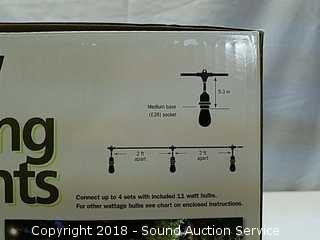 5.3 in
Medium base
(E26) socket
ng
nts
2 ft
apart
2 ft
apart
Connect up to 4 sets with included 11 watt bulbs.
For other wattage bulbs see chart on enclosed instructions.
Copyright 2018 - Sound Auction Service